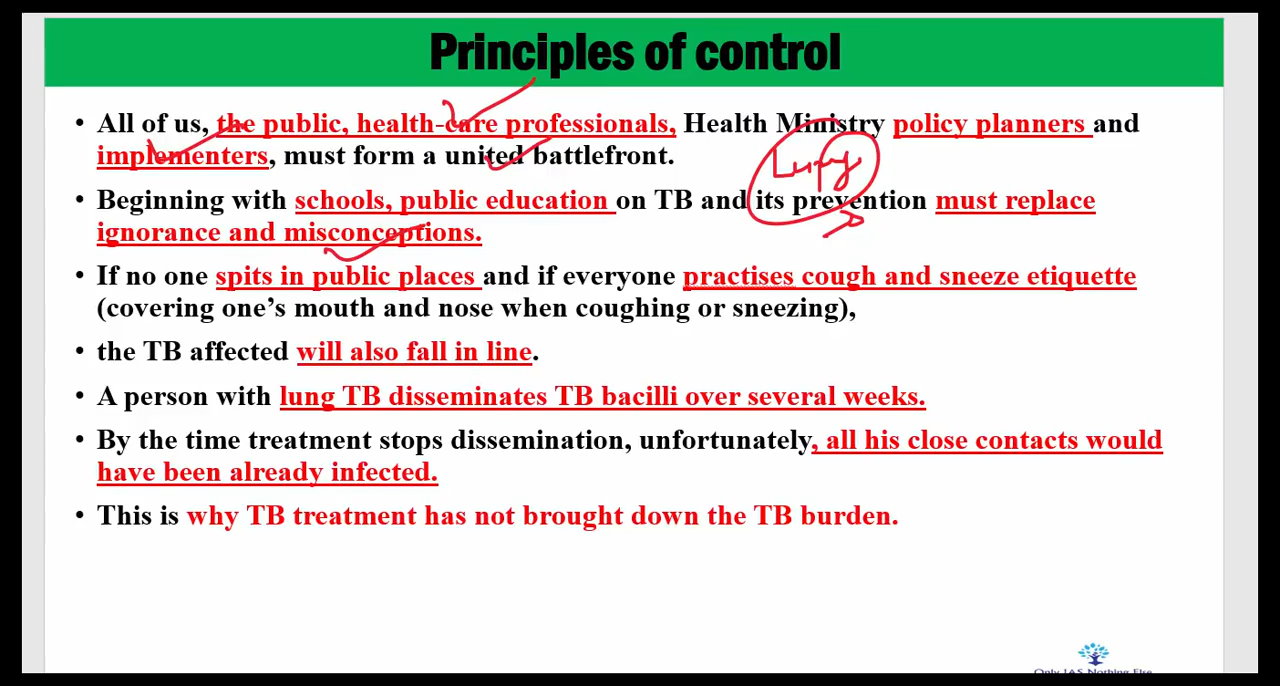 Principles of control
• All of us, the public, health-care professionals, Health Ministry policy planners and
implementers, must form a united battlefront.
• Beginning with schools, public education on TB and its prevention must replace
ignorance and misconceptions.
• If no one spits in public places and if everyone practises cough and sneeze etiquette
(covering one's mouth and nose when coughing or sneezing),
• the TB affected will also fall in line.
• A person with lung TB disseminates TB bacilli over several weeks.
• By the time treatment stops dissemination, unfortunately, all his close contacts would
have been already infected.
• This is why TB treatment has not brought down the TB burden.
Only IAS Nothing Else